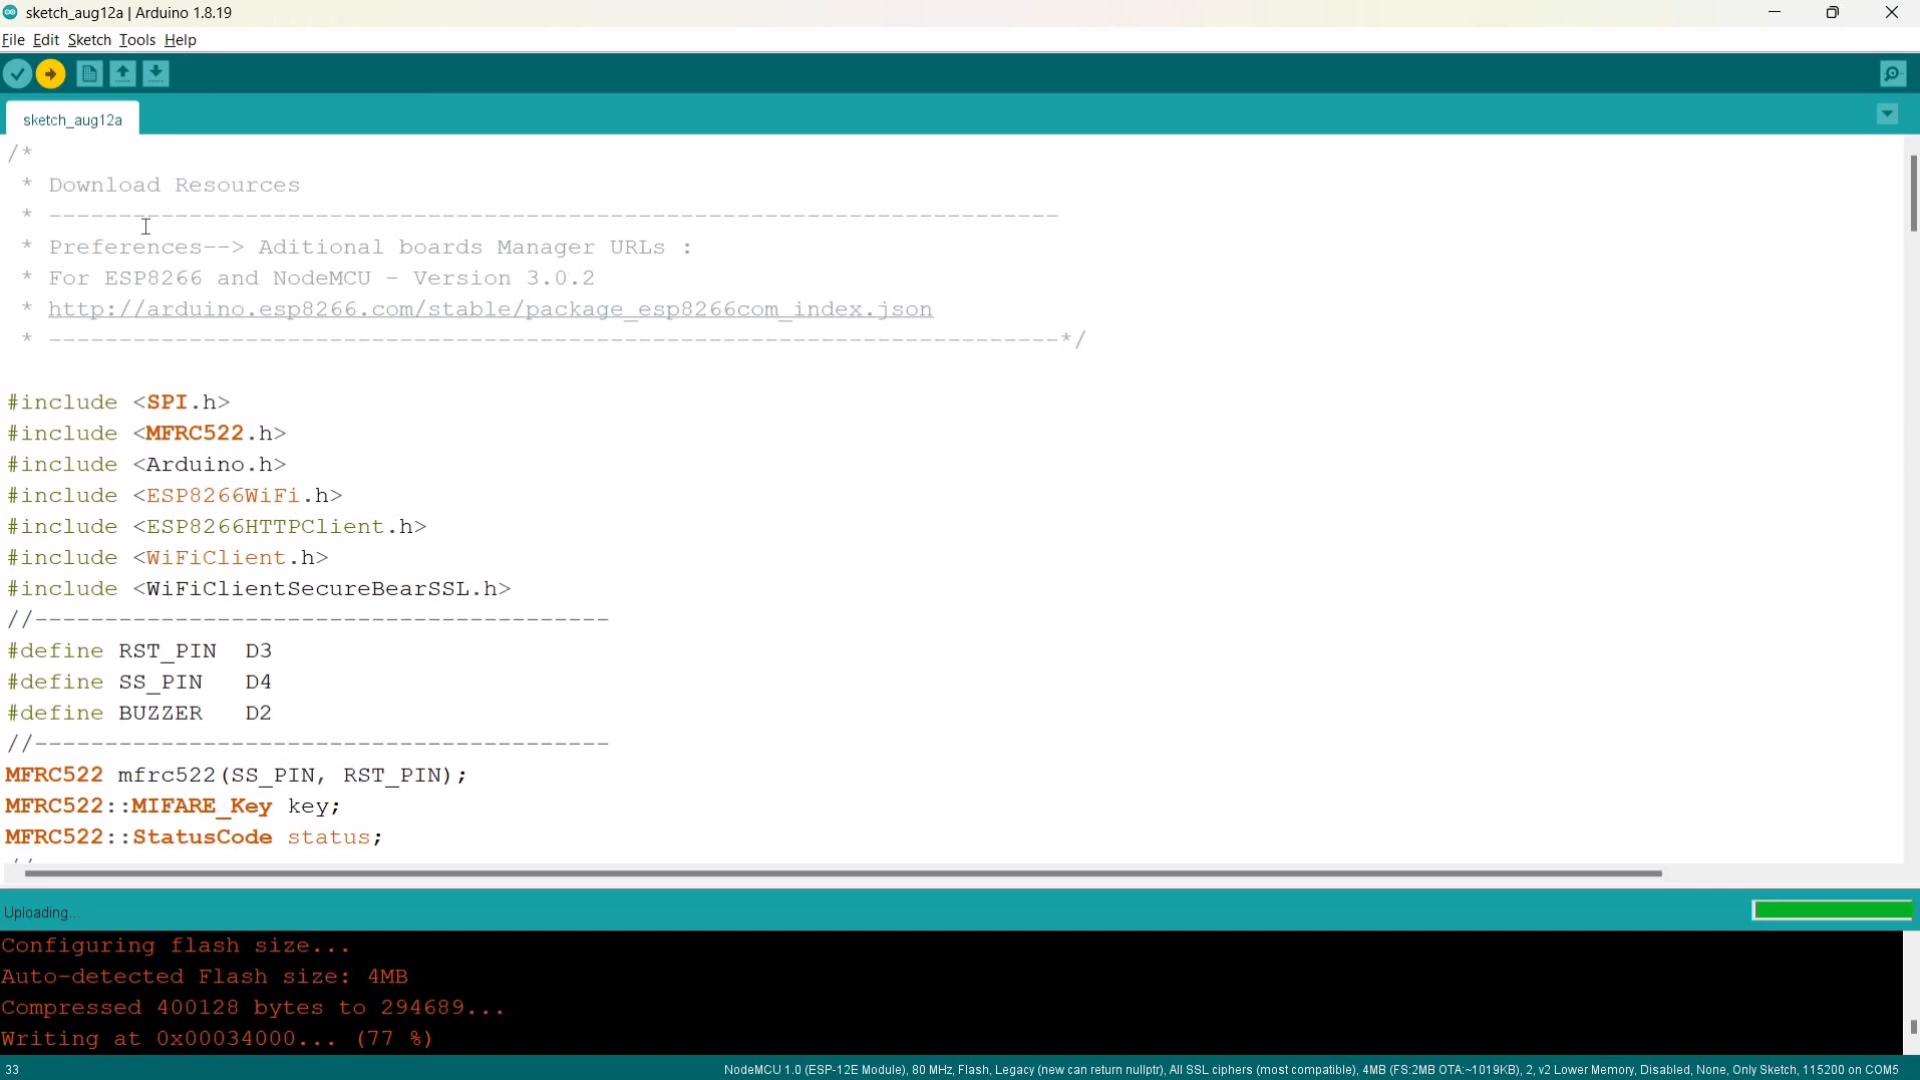 sketch_aug12a | Arduino 1.8.19
File Edit Sketch Tools Help
sketch_aug12a
/*
* Download Resources
* ------------------------------------------------------------------------
* Preferences--> Aditional boards Manager URLs :
* For ESP8266 and NodeMCU - Version 3.0.2
* http://arduino.esp8266.com/stable/package_esp8266com_index.json
* ------------------------------------------------------------------------*/
#include <SPI.h>
#include <MFRC522.h>
#include <Arduino.h>
#include <ESP8266WiFi.h>
#include <ESP8266HTTPClient.h>
#include <WiFiClient.h>
#include <WiFiClientSecureBearSSL.h>
//-----------------------------------------
#define RST_PIN  D3
#define SS_PIN   D4
#define BUZZER   D2
//-----------------------------------------
MFRC522 mfrc522(SS_PIN, RST_PIN);
MFRC522::MIFARE_Key key;
MFRC522::StatusCode status;
Uploading...
Configuring flash size...
Auto-detected Flash size: 4MB
Compressed 400128 bytes to 294689...
Writing at 0x00034000... (77 %)
33
NodeMCU 1.0 (ESP-12E Module), 80 MHz, Flash, Legacy (new can return nullptr), All SSL ciphers (most compatible), 4MB (FS:2MB OTA:~1019KB), 2, v2 Lower Memory, Disabled, None, Only Sketch, 115200 on COM5